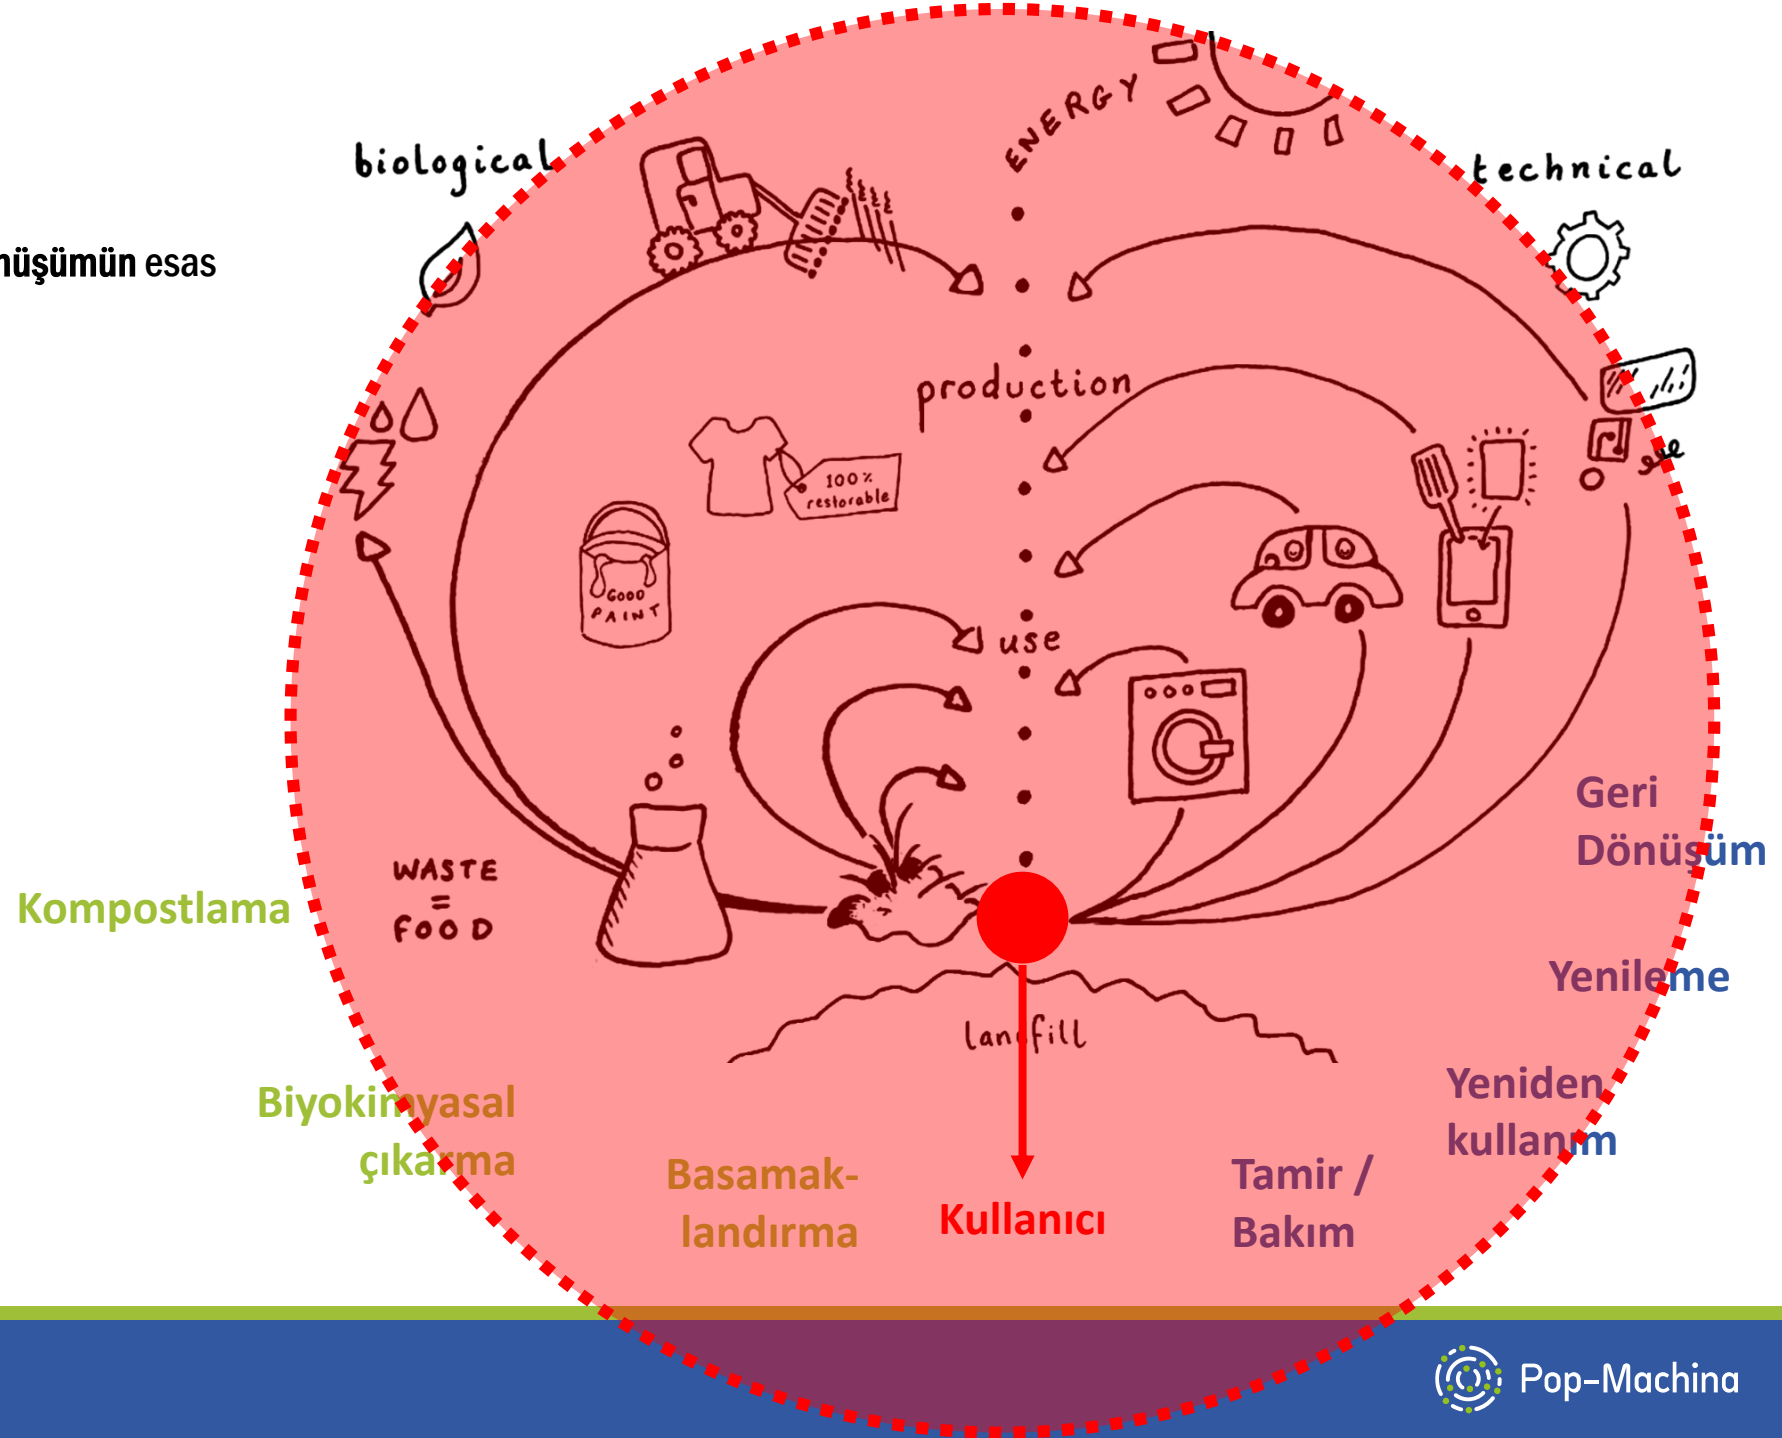 ENERGY
biological
technical
esas
production
100%
restorable
GOOD
PAINT
use
WASTE
=
FOOD
landfill
Geri
Dönüşüm
Kompostlama
Yenileme
Biyokimyasal
çıkarma
Yeniden
kullanım
Basamak-
landırma
Kullanıcı
Tamir /
Bakım
Pop-Machina